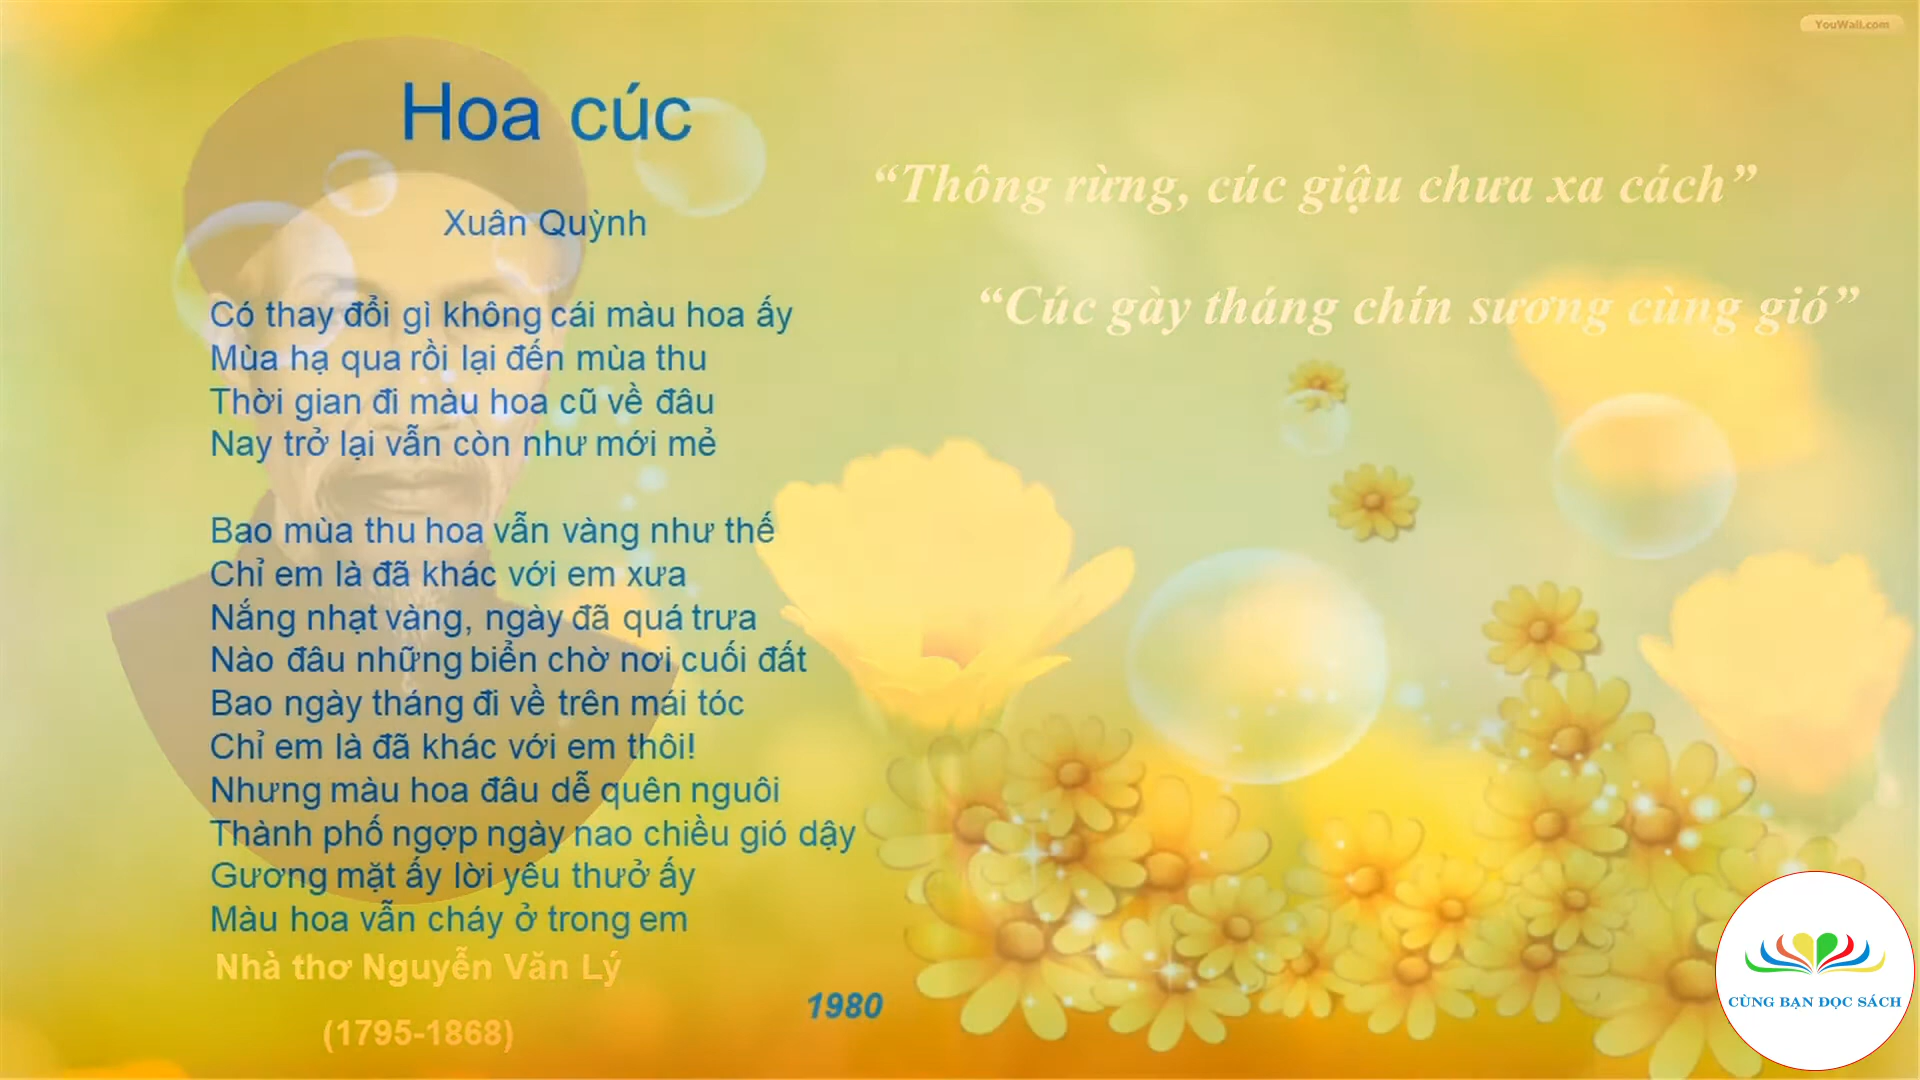 YouWall.com
Hoa cúc
Xuân Quỳnh
Có thay đổi gì không cái màu hoa ấy
Mùa hạ qua rồi lại đến mùa thu
Thời gian đi màu hoa cũ về đâu
Nay trở lại vẫn còn như mới mẻ
Bao mùa thu hoa vẫn vàng như thế
Chỉ em là đã khác với em xưa
Nắng nhạt vàng, ngày đã quá trưa
Nào đâu những biển chờ nơi cuối đất
Bao ngày tháng đi về trên mái tóc
Chỉ em là đã khác với em thôi!
Nhưng màu hoa đâu dễ quên nguôi
Thành phố ngợp ngày nao chiều gió dậy
Gương mặt ấy lời yêu thưở ấy
Màu hoa vẫn cháy ở trong em
Nhà thơ Nguyễn Văn Lý
(1795-1868)
1980
“Thông rừng, cúc giậu chưa xa cách”
“Cúc gày tháng chín sương cùng gió”
CÙNG BẠN ĐỌC SÁCH